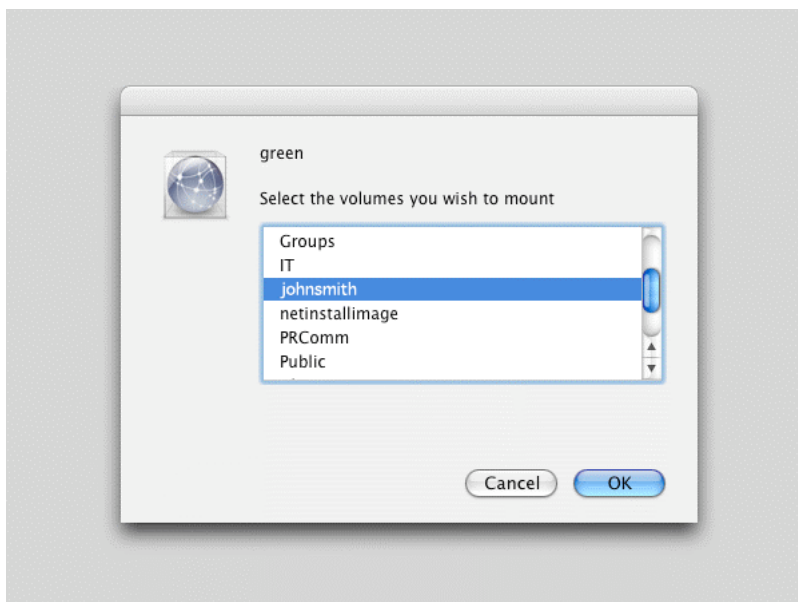 green
Select the volumes you wish to mount
Groups
IT
johnsmith
netinstallimage
PRComm
Public
Cancel OK